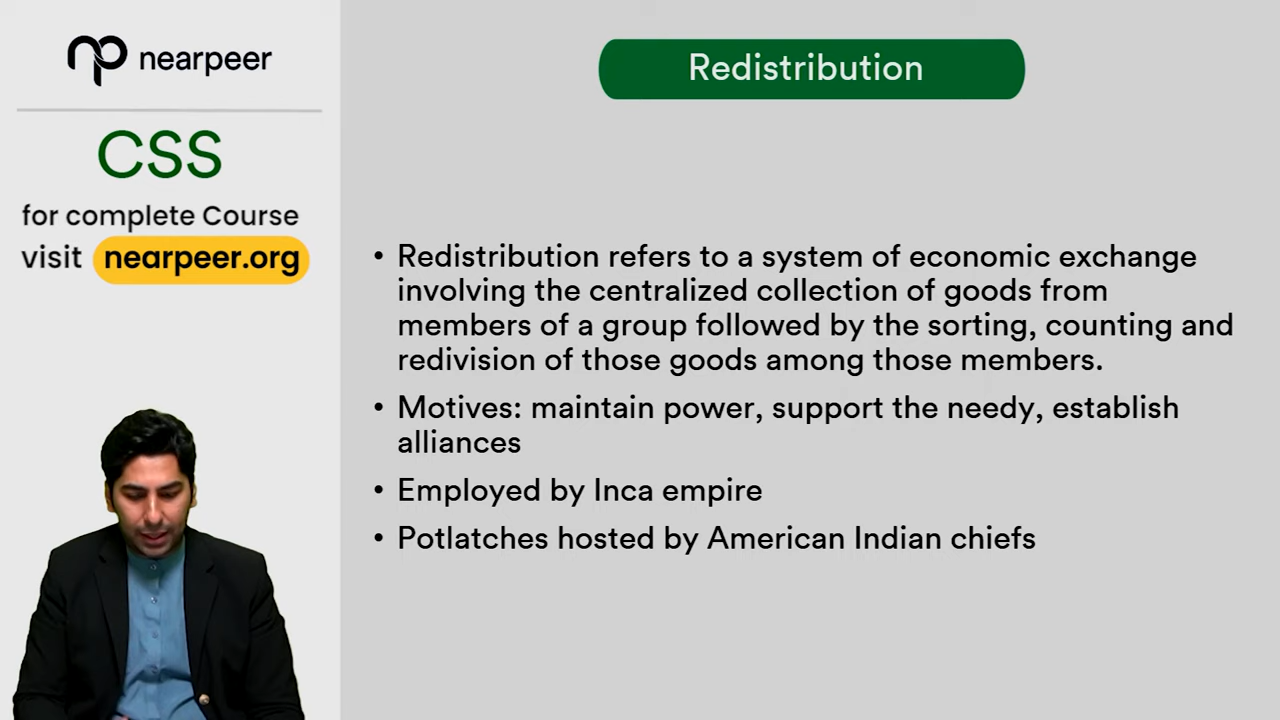 nearpeer
CSS
for complete Course
visit nearpeer.org
Redistribution
• Redistribution refers to a system of economic exchange
involving the centralized collection of goods from
members of a group followed by the sorting, counting and
redivision of those goods among those members.
• Motives: maintain power, support the needy, establish
alliances
• Employed by Inca empire
• Potlatches hosted by American Indian chiefs